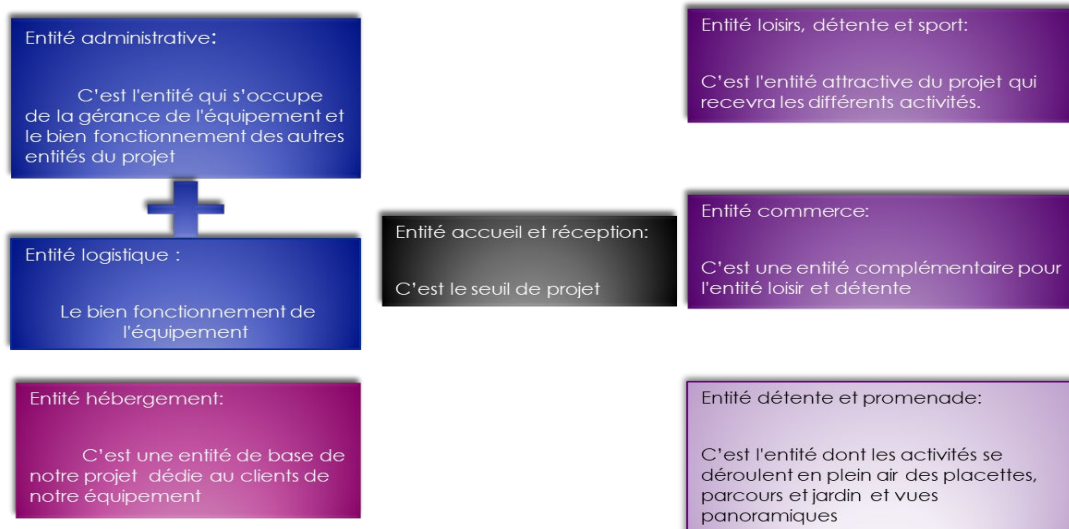 Entité administrative:
C'est l'entité qui s'occupe
de la gérance de l'équipement et
le bien fonctionnement des autres
entités du projet
Entité logistique :
Le bien fonctionnement de
l'équipement
Entité hébergement:
C'est une entité de base de
notre projet dédie au clients de
notre équipement
Entité accueil et réception:
C'est le seuil de projet
Entité loisirs, détente et sport:
C'est l'entité attractive du projet qui
recevra les différents activités.
Entité commerce:
C'est une entité complémentaire pour
l'entité loisir et détente
Entité détente et promenade:
C'est l'entité dont les activités se
déroulent en plein air des placettes,
parcours et jardin et vues
panoramiques